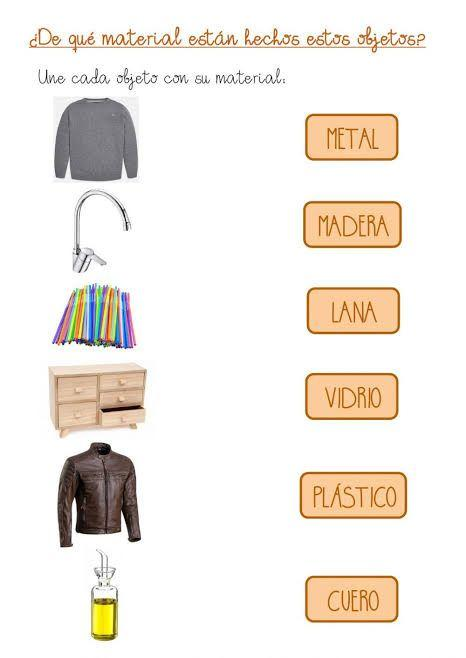 ¿De qué material están hechos estos objetos?
Une cada objeto con su material:
METAL
MADERA
LANA
VIDRIO
PLÁSTICO
CUERO